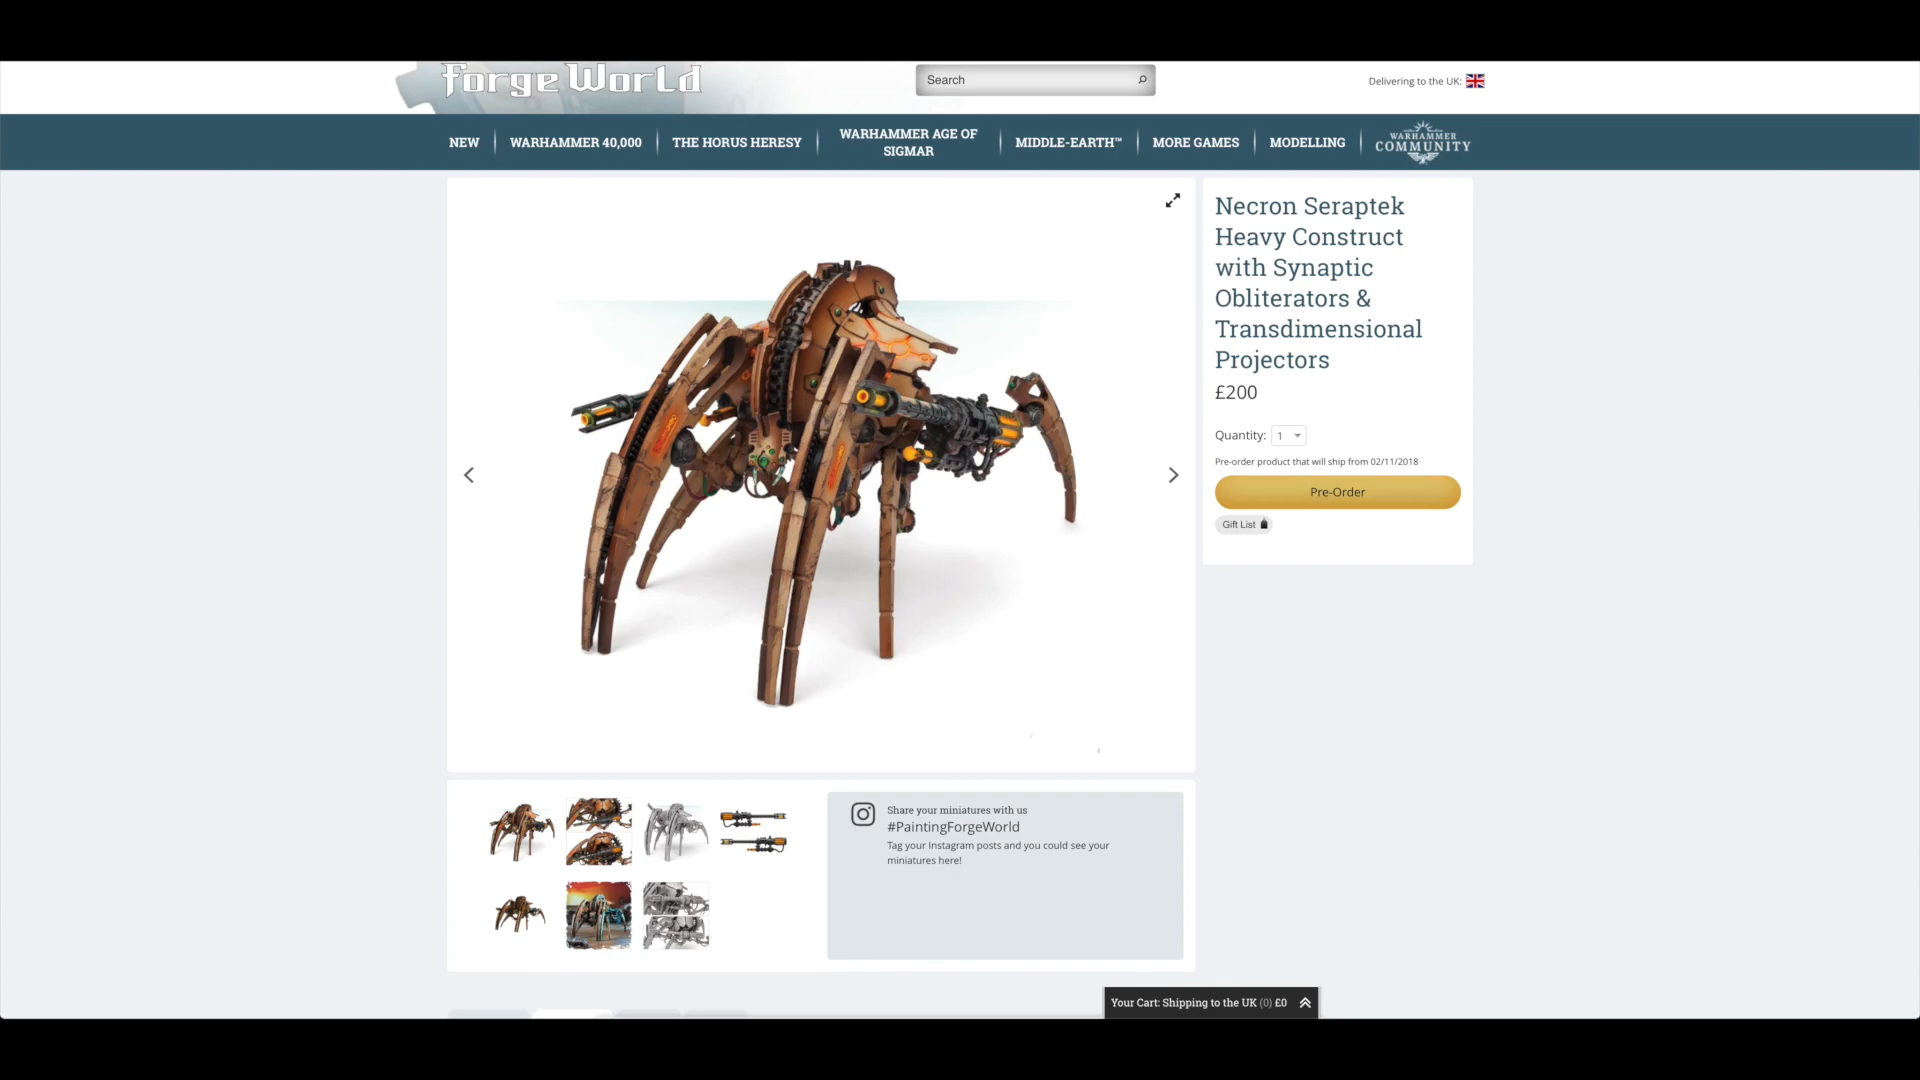 Forge World
Search
Delivering to the UK:
NEW
WARHAMMER 40,000
THE HORUS HERESY
WARHAMMER AGE OF
SIGMAR
MIDDLE-EARTH™
MORE GAMES
MODELLING
WARHAMMER
COMMUNITY
Necron Seraptek
Heavy Construct
with Synaptic
Obliterators &
Transdimensional
Projectors
£200
Quantity: 1
Pre-order product that will ship from 02/11/2018
Pre-Order
Gift List
Share your miniatures with us
#PaintingForgeWorld
Tag your Instagram posts and you could see your
miniatures here!
Your Cart: Shipping to the UK (0) £0